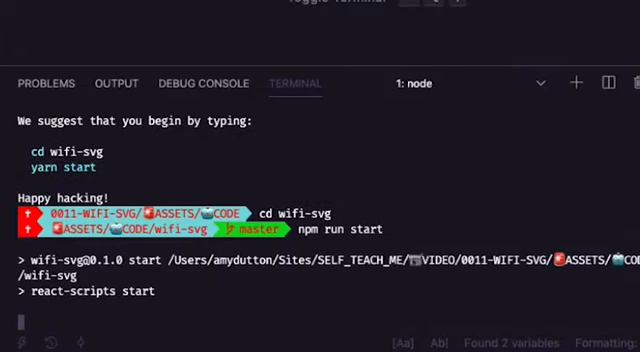 Toggle Terminal
PROBLEMS OUTPUT DEBUG CONSOLE TERMINAL 1: node
We suggest that you begin by typing:
cd wifi-svg
yarn start
Happy hacking!
0011-WIFI-SVG/🚨ASSETS/🤖CODE cd wifi-svg
🚨ASSETS/🤖CODE/wifi-svg master npm run start
> wifi-svg@0.1.0 start /Users/amydutton/Sites/SELF_TEACH_ME/📹VIDEO/0011-WIFI-SVG/🚨ASSETS/🤖CODE
/wifi-svg
> react-scripts start
[Aa] Ab| Found 2 variables Formatting: